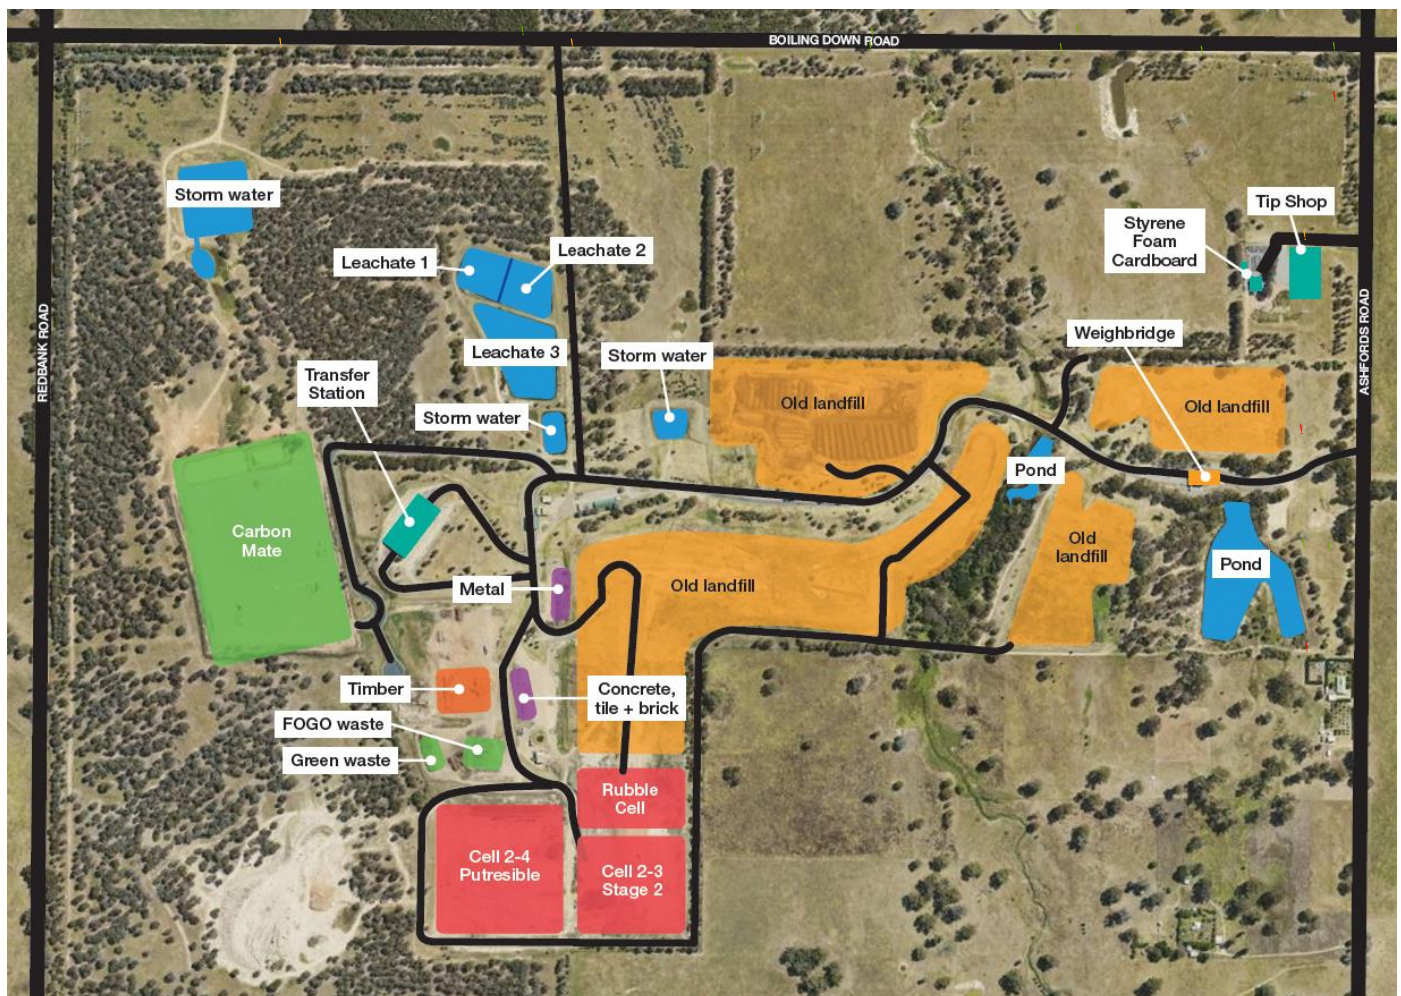 BOILING DOWN ROAD
Storm water
Tip Shop
Styrene
Foam
Cardboard
Leachate 1
Leachate 2
REDBANK ROAD
ASHFORDS ROAD
Weighbridge
Leachate 3
Storm water
Transfer
Station
Old landfill
Old landfill
Storm water
Pond
Carbon
Mate
Old
landfill
Pond
Metal
Old landfill
Timber
Concrete,
tile + brick
FOGO waste
Green waste
Rubble
Cell
Cell 2-4
Putresible
Cell 2-3
Stage 2